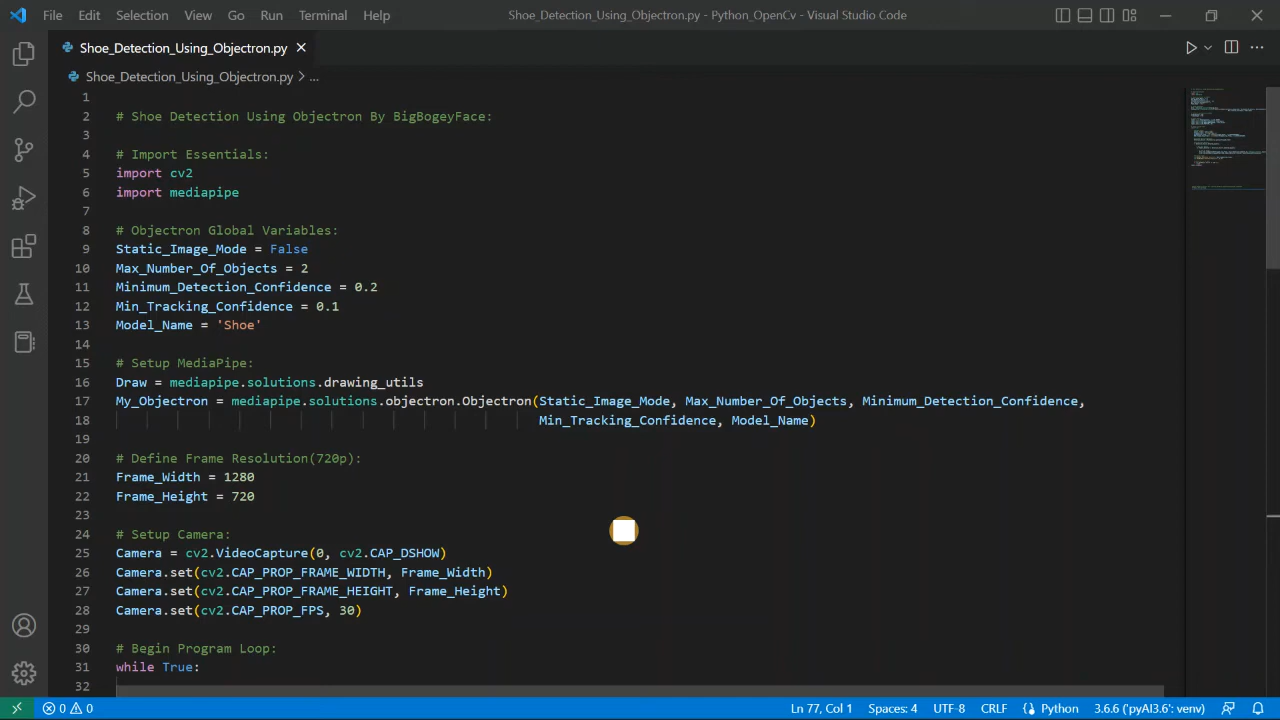 File Edit Selection View Go Run Terminal Help Shoe_Detection_Using_Objectron.py - Python_OpenCv - Visual Studio Code
Shoe_Detection_Using_Objectron.py
Shoe_Detection_Using_Objectron.py > ...
1
2 # Shoe Detection Using Objectron By BigBogeyFace:
3
4 # Import Essentials:
5 import cv2
6 import mediapipe
7
8 # Objectron Global Variables:
9 Static_Image_Mode = False
10 Max_Number_Of_Objects = 2
11 Minimum_Detection_Confidence = 0.2
12 Min_Tracking_Confidence = 0.1
13 Model_Name = 'Shoe'
14
15 # Setup MediaPipe:
16 Draw = mediapipe.solutions.drawing_utils
17 My_Objectron = mediapipe.solutions.objectron.Objectron(Static_Image_Mode, Max_Number_Of_Objects, Minimum_Detection_Confidence,
18 Min_Tracking_Confidence, Model_Name)
19
20 # Define Frame Resolution(720p):
21 Frame_Width = 1280
22 Frame_Height = 720
23
24 # Setup Camera:
25 Camera = cv2.VideoCapture(0, cv2.CAP_DSHOW)
26 Camera.set(cv2.CAP_PROP_FRAME_WIDTH, Frame_Width)
27 Camera.set(cv2.CAP_PROP_FRAME_HEIGHT, Frame_Height)
28 Camera.set(cv2.CAP_PROP_FPS, 30)
29
30 # Begin Program Loop:
31 while True:
32
0 0 Ln 77, Col 1 Spaces: 4 UTF-8 CRLF Python 3.6.6 ('pyAI3.6': venv)